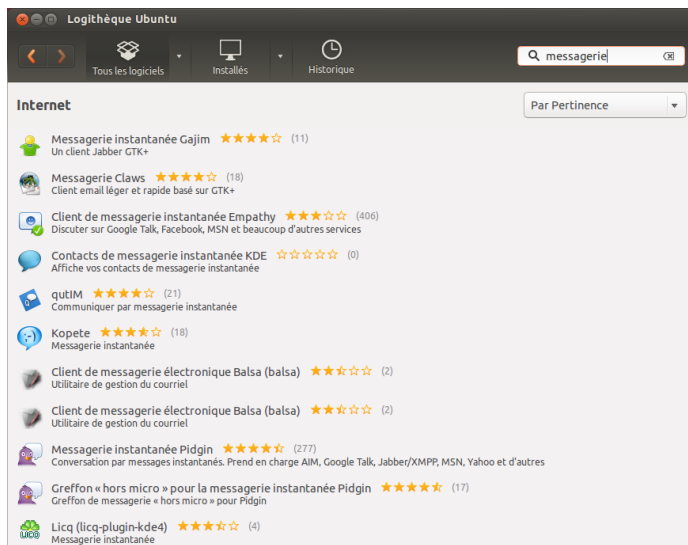 Logithèque Ubuntu
Tous les logiciels
Installés
Historique
messagerie
Internet
Par Pertinence
Messagerie instantanée Gajim (11)
Un client Jabber GTK+
Messagerie Claws (18)
Client email léger et rapide basé sur GTK+
Client de messagerie instantanée Empathy (406)
Discuter sur Google Talk, Facebook, MSN et beaucoup d'autres services
Contacts de messagerie instantanée KDE (0)
Affiche vos contacts de messagerie instantanée
qutIM (21)
Communiquer par messagerie instantanée
Kopete (18)
Messagerie instantanée
Client de messagerie électronique Balsa (balsa) (2)
Utilitaire de gestion du courriel
Client de messagerie électronique Balsa (balsa) (2)
Utilitaire de gestion du courriel
Messagerie instantanée Pidgin (277)
Conversation par messages instantanés. Prend en charge AIM, Google Talk, Jabber/XMPP, MSN, Yahoo et d'autres
Greffon « hors micro » pour la messagerie instantanée Pidgin (17)
Greffon de messagerie « hors micro » pour Pidgin
Licq (licq-plugin-kde4) (4)
Messagerie instantanée